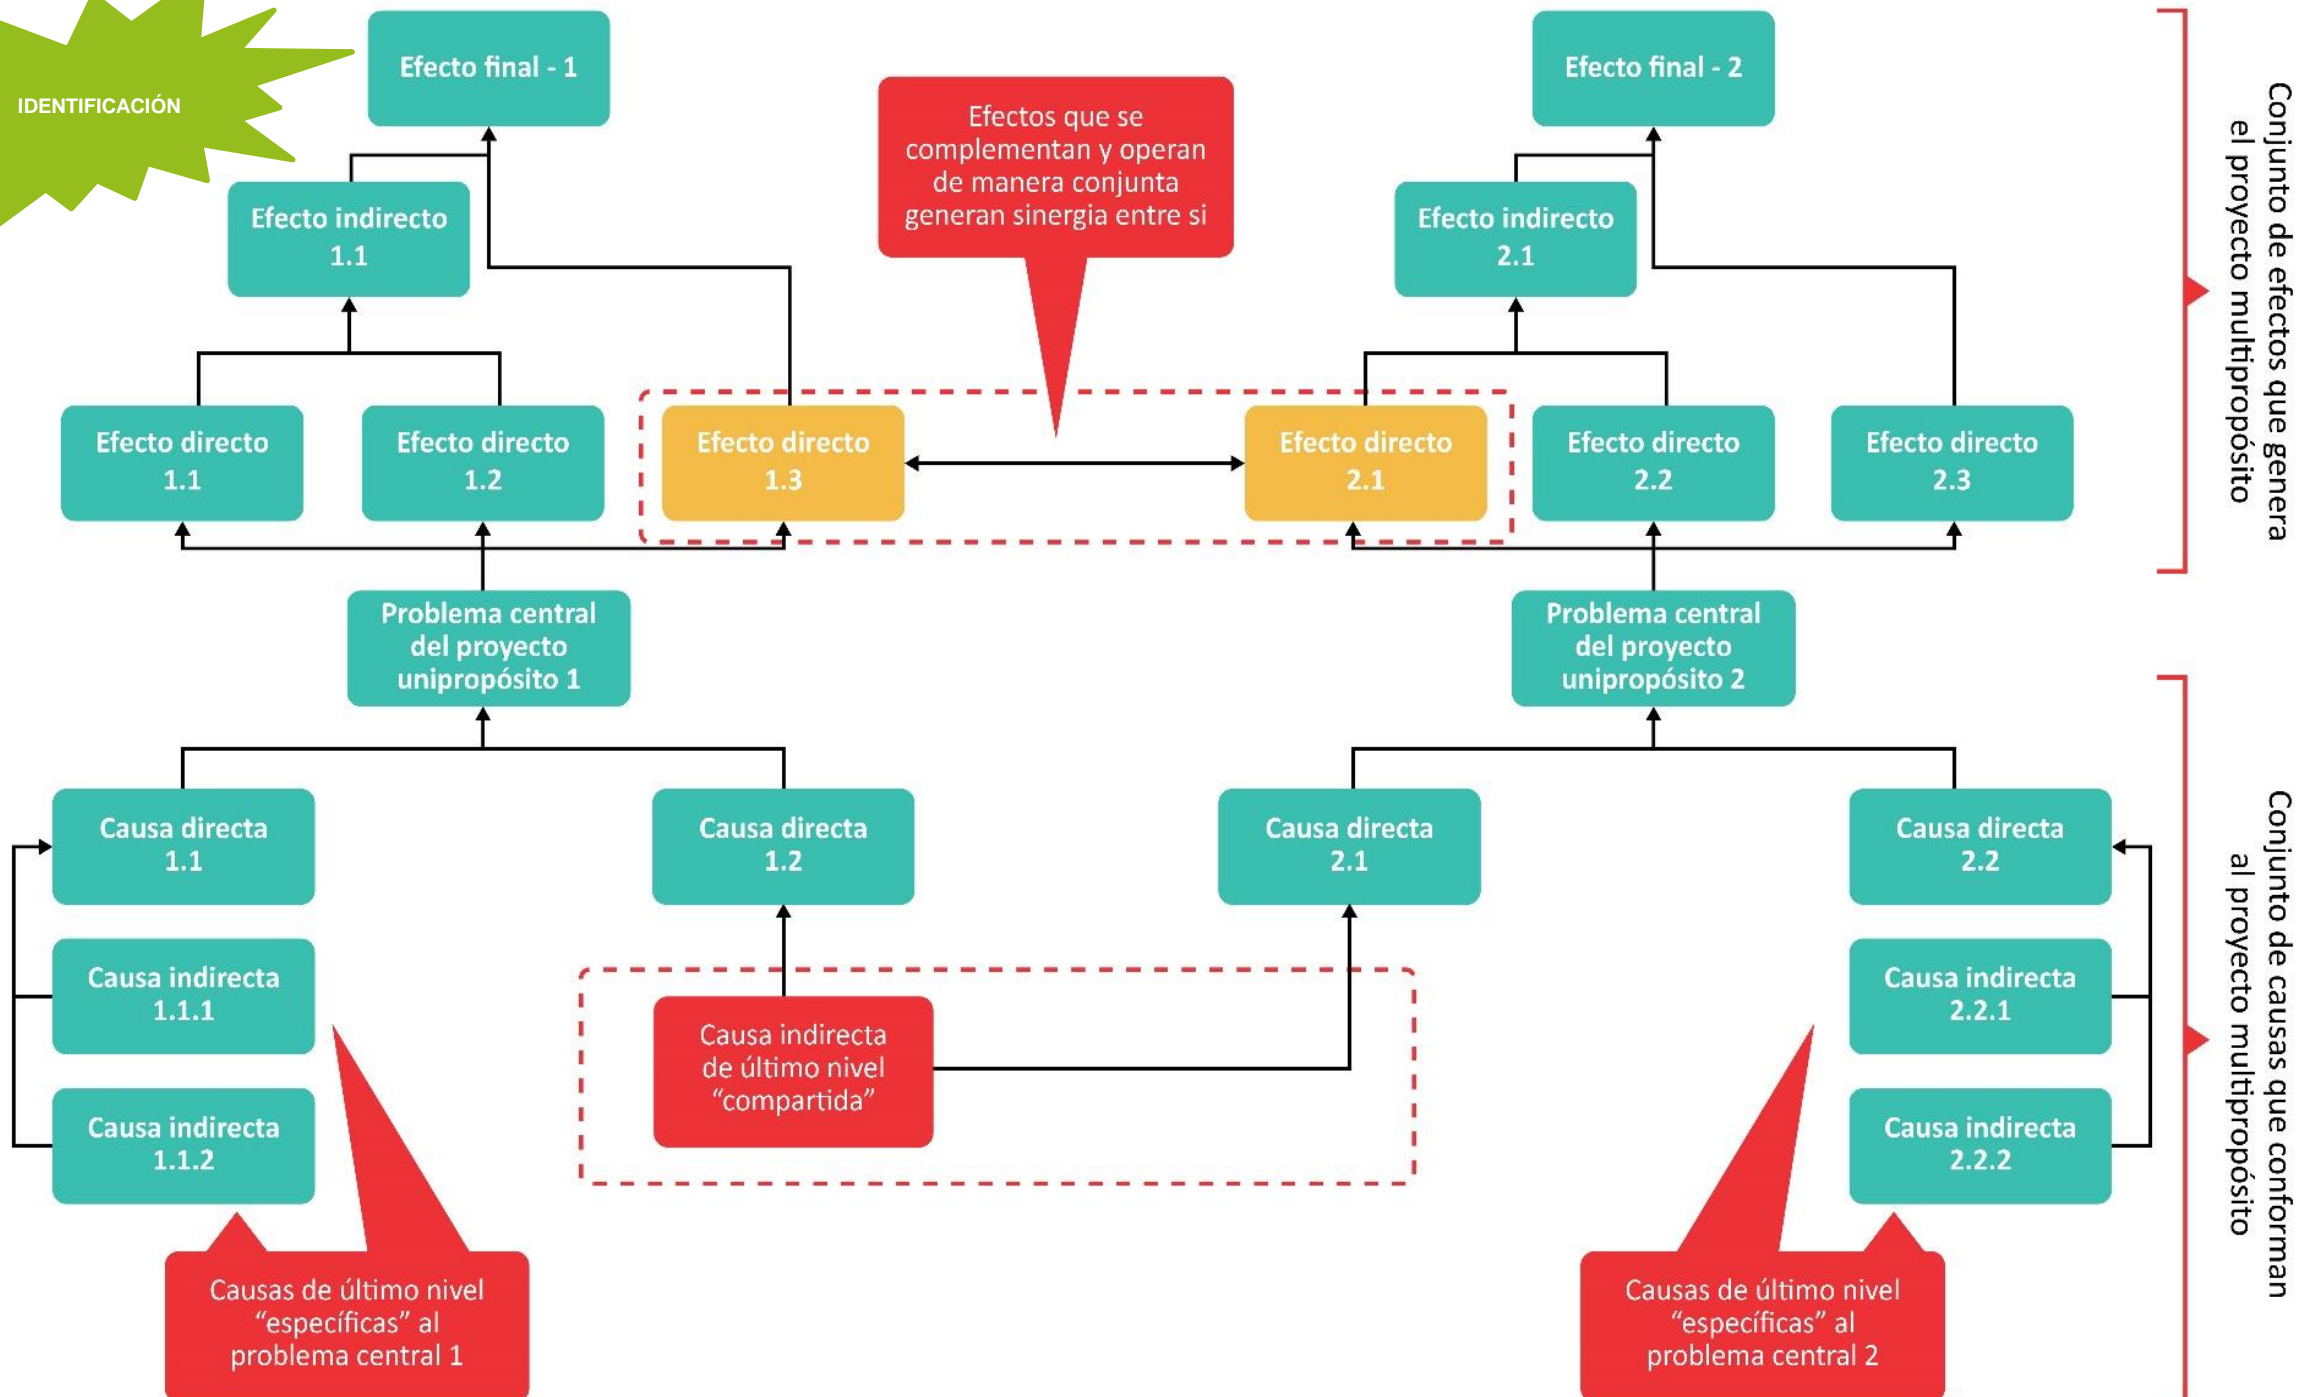 IDENTIFICACIÓN
Efecto final - 1
Efecto final - 2
Efectos que se
complementan y operan
de manera conjunta
generan sinergia entre si
Efecto indirecto
1.1
Efecto indirecto
2.1
Efecto directo
1.1
Efecto directo
1.2
Efecto directo
1.3
Efecto directo
2.1
Efecto directo
2.2
Efecto directo
2.3
Conjunto de efectos que genera
el proyecto multipropósito
Problema central
del proyecto
unipropósito 1
Problema central
del proyecto
unipropósito 2
Causa directa
1.1
Causa directa
1.2
Causa directa
2.1
Causa directa
2.2
Causa indirecta
1.1.1
Causa indirecta
de último nivel
“compartida”
Causa indirecta
2.2.1
Causa indirecta
1.1.2
Causa indirecta
2.2.2
Causas de último nivel
“específicas” al
problema central 1
Causas de último nivel
“específicas” al
problema central 2
Conjunto de causas que conforman
al proyecto multipropósito